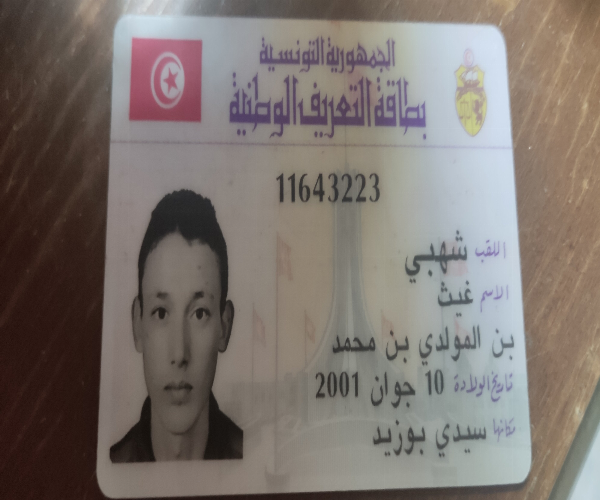 الجمهورية التونسية
بطاقة التعريف الوطنية
11643223
اللقب شهبي
الاسم غيث
بن المولدي بن محمد
تاريخ الولادة 10 جوان 2001
مكانها سيدي بوزيد